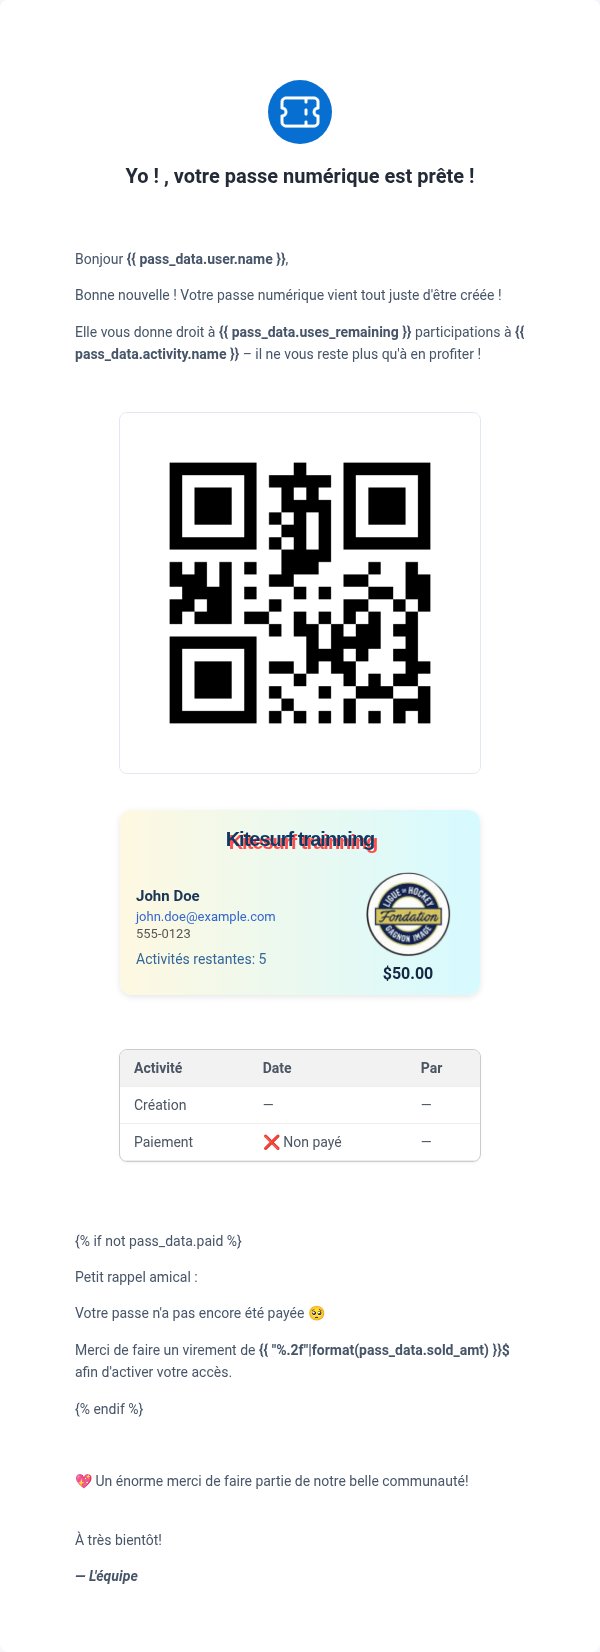 Yo ! , votre passe numérique est prête !
Bonjour {{ pass_data.user.name }},
Bonne nouvelle ! Votre passe numérique vient tout juste d'être créée !
Elle vous donne droit à {{ pass_data.uses_remaining }} participations à {{
pass_data.activity.name }} – il ne vous reste plus qu'à en profiter !
Kitesurf trainning
John Doe
john.doe@example.com
555-0123
Activités restantes: 5
LIGUE DE HOCKEY
Fondation
GAGNON IMAGE
$50.00
Activité Date Par
Création — —
Paiement ❌ Non payé —
{% if not pass_data.paid %}
Petit rappel amical :
Votre passe n'a pas encore été payée 🥺
Merci de faire un virement de {{ "%.2f"|format(pass_data.sold_amt) }}$
afin d'activer votre accès.
{% endif %}
💖 Un énorme merci de faire partie de notre belle communauté!
À très bientôt!
— L'équipe